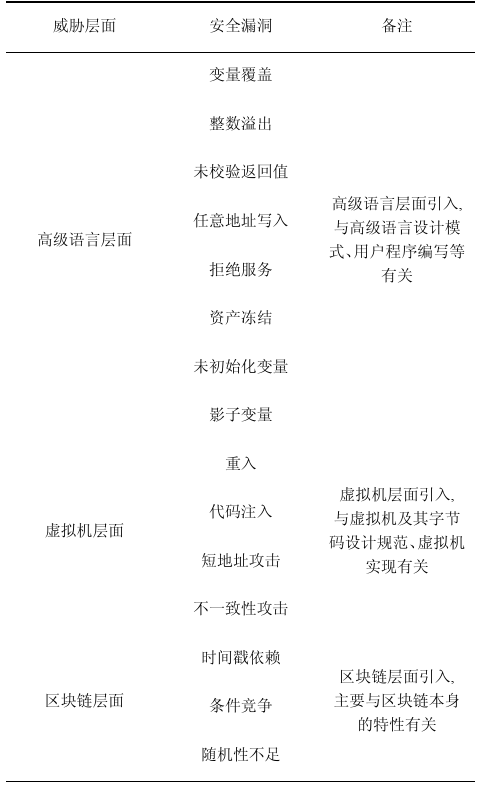 威胁层面 安全漏洞 备注
变量覆盖
整数溢出
未校验返回值
任意地址写入
拒绝服务
资产冻结
未初始化变量
影子变量
高级语言层面
高级语言层面引入,
与高级语言设计模
式、用户程序编写等
有关
重入
代码注入
短地址攻击
不一致性攻击
虚拟机层面
虚拟机层面引入,
与虚拟机及其字节
码设计规范、虚拟机
实现有关
时间戳依赖
条件竞争
随机性不足
区块链层面
区块链层面引入,
主要与区块链本身
的特性有关